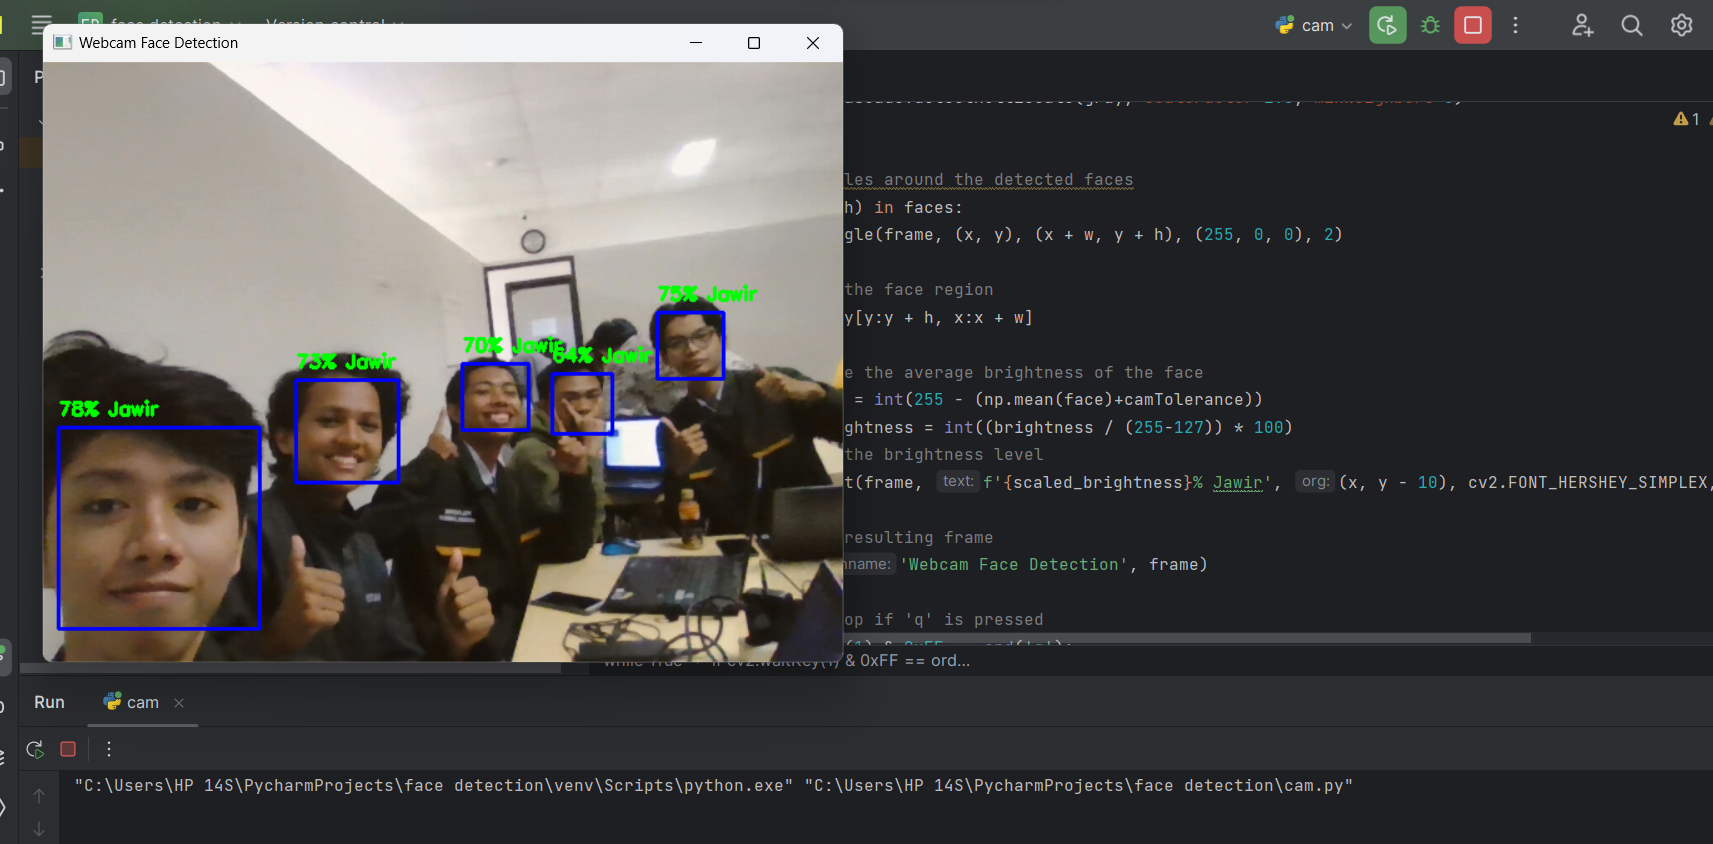 face detection
Version control
cam
Webcam Face Detection
1
les around the detected faces
h) in faces:
gle(frame, (x, y), (x + w, y + h), (255, 0, 0), 2)
the face region
y[y:y + h, x:x + w]
e the average brightness of the face
= int(255 - (np.mean(face)+camTolerance))
ghtness = int((brightness / (255-127)) * 100)
the brightness level
t(frame, text: f'{scaled_brightness}% Jawir', org: (x, y - 10), cv2.FONT_HERSHEY_SIMPLEX,
resulting frame
name: 'Webcam Face Detection', frame)
op if 'q' is pressed
75% Jawir
70% Jawir
64% Jawir
73% Jawir
78% Jawir
while True
if cv2.waitKey(1) & 0xFF == ord...
Run
cam
"C:\Users\HP 14S\PycharmProjects\face detection\venv\Scripts\python.exe" "C:\Users\HP 14S\PycharmProjects\face detection\cam.py"